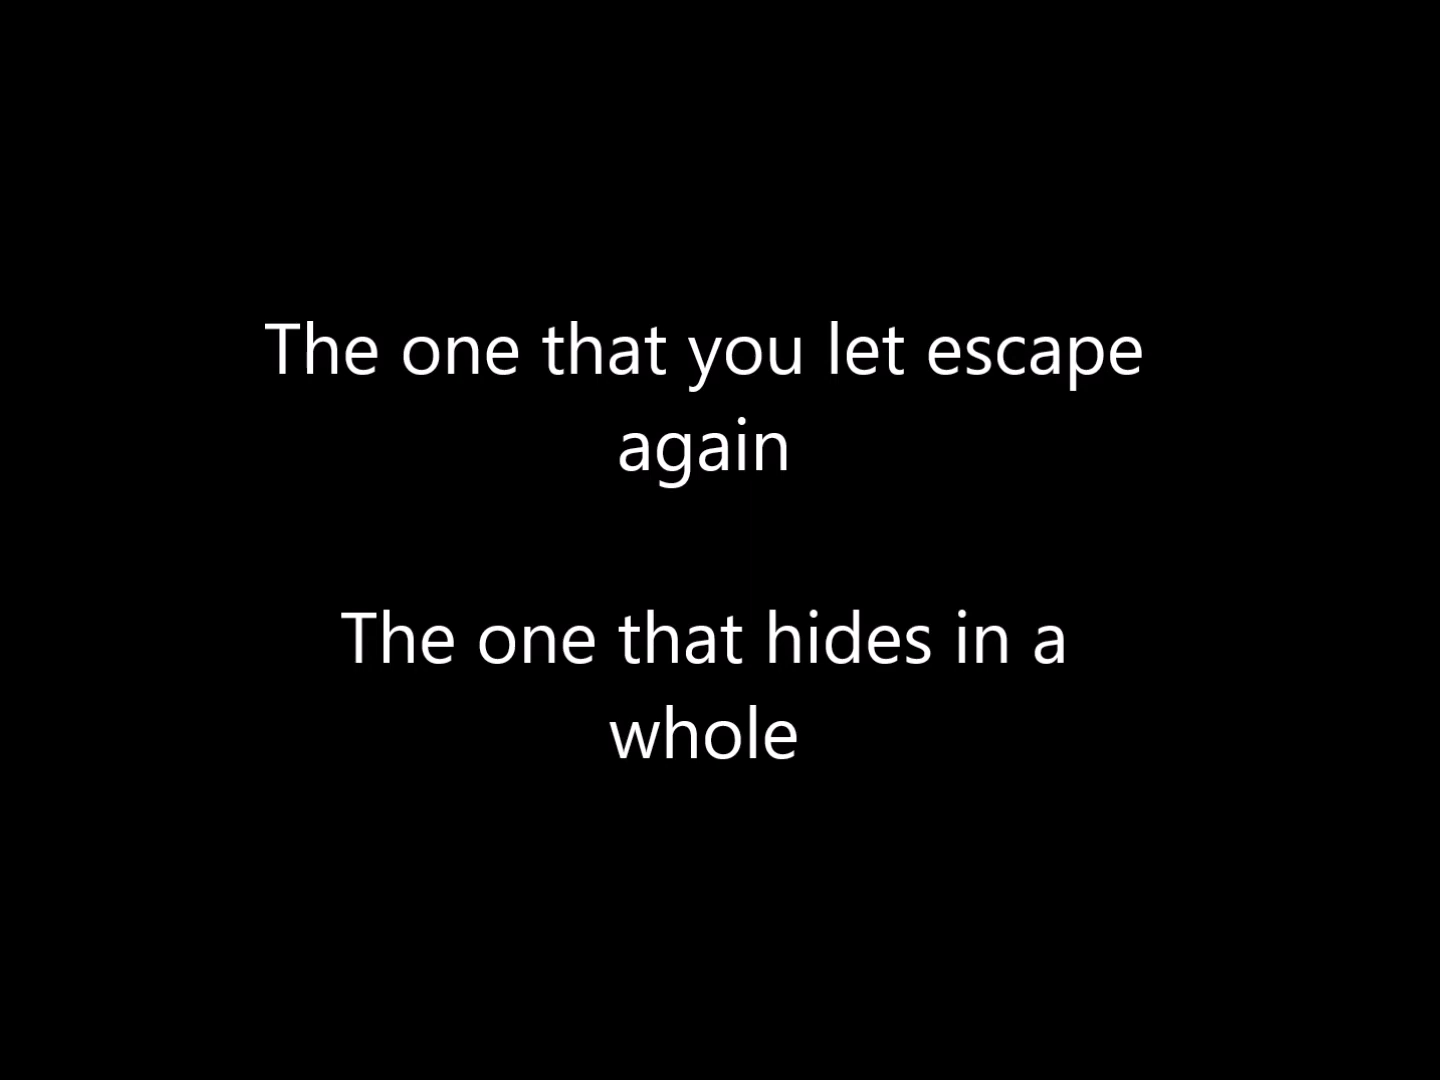 The one that you let escape
again
The one that hides in a
whole